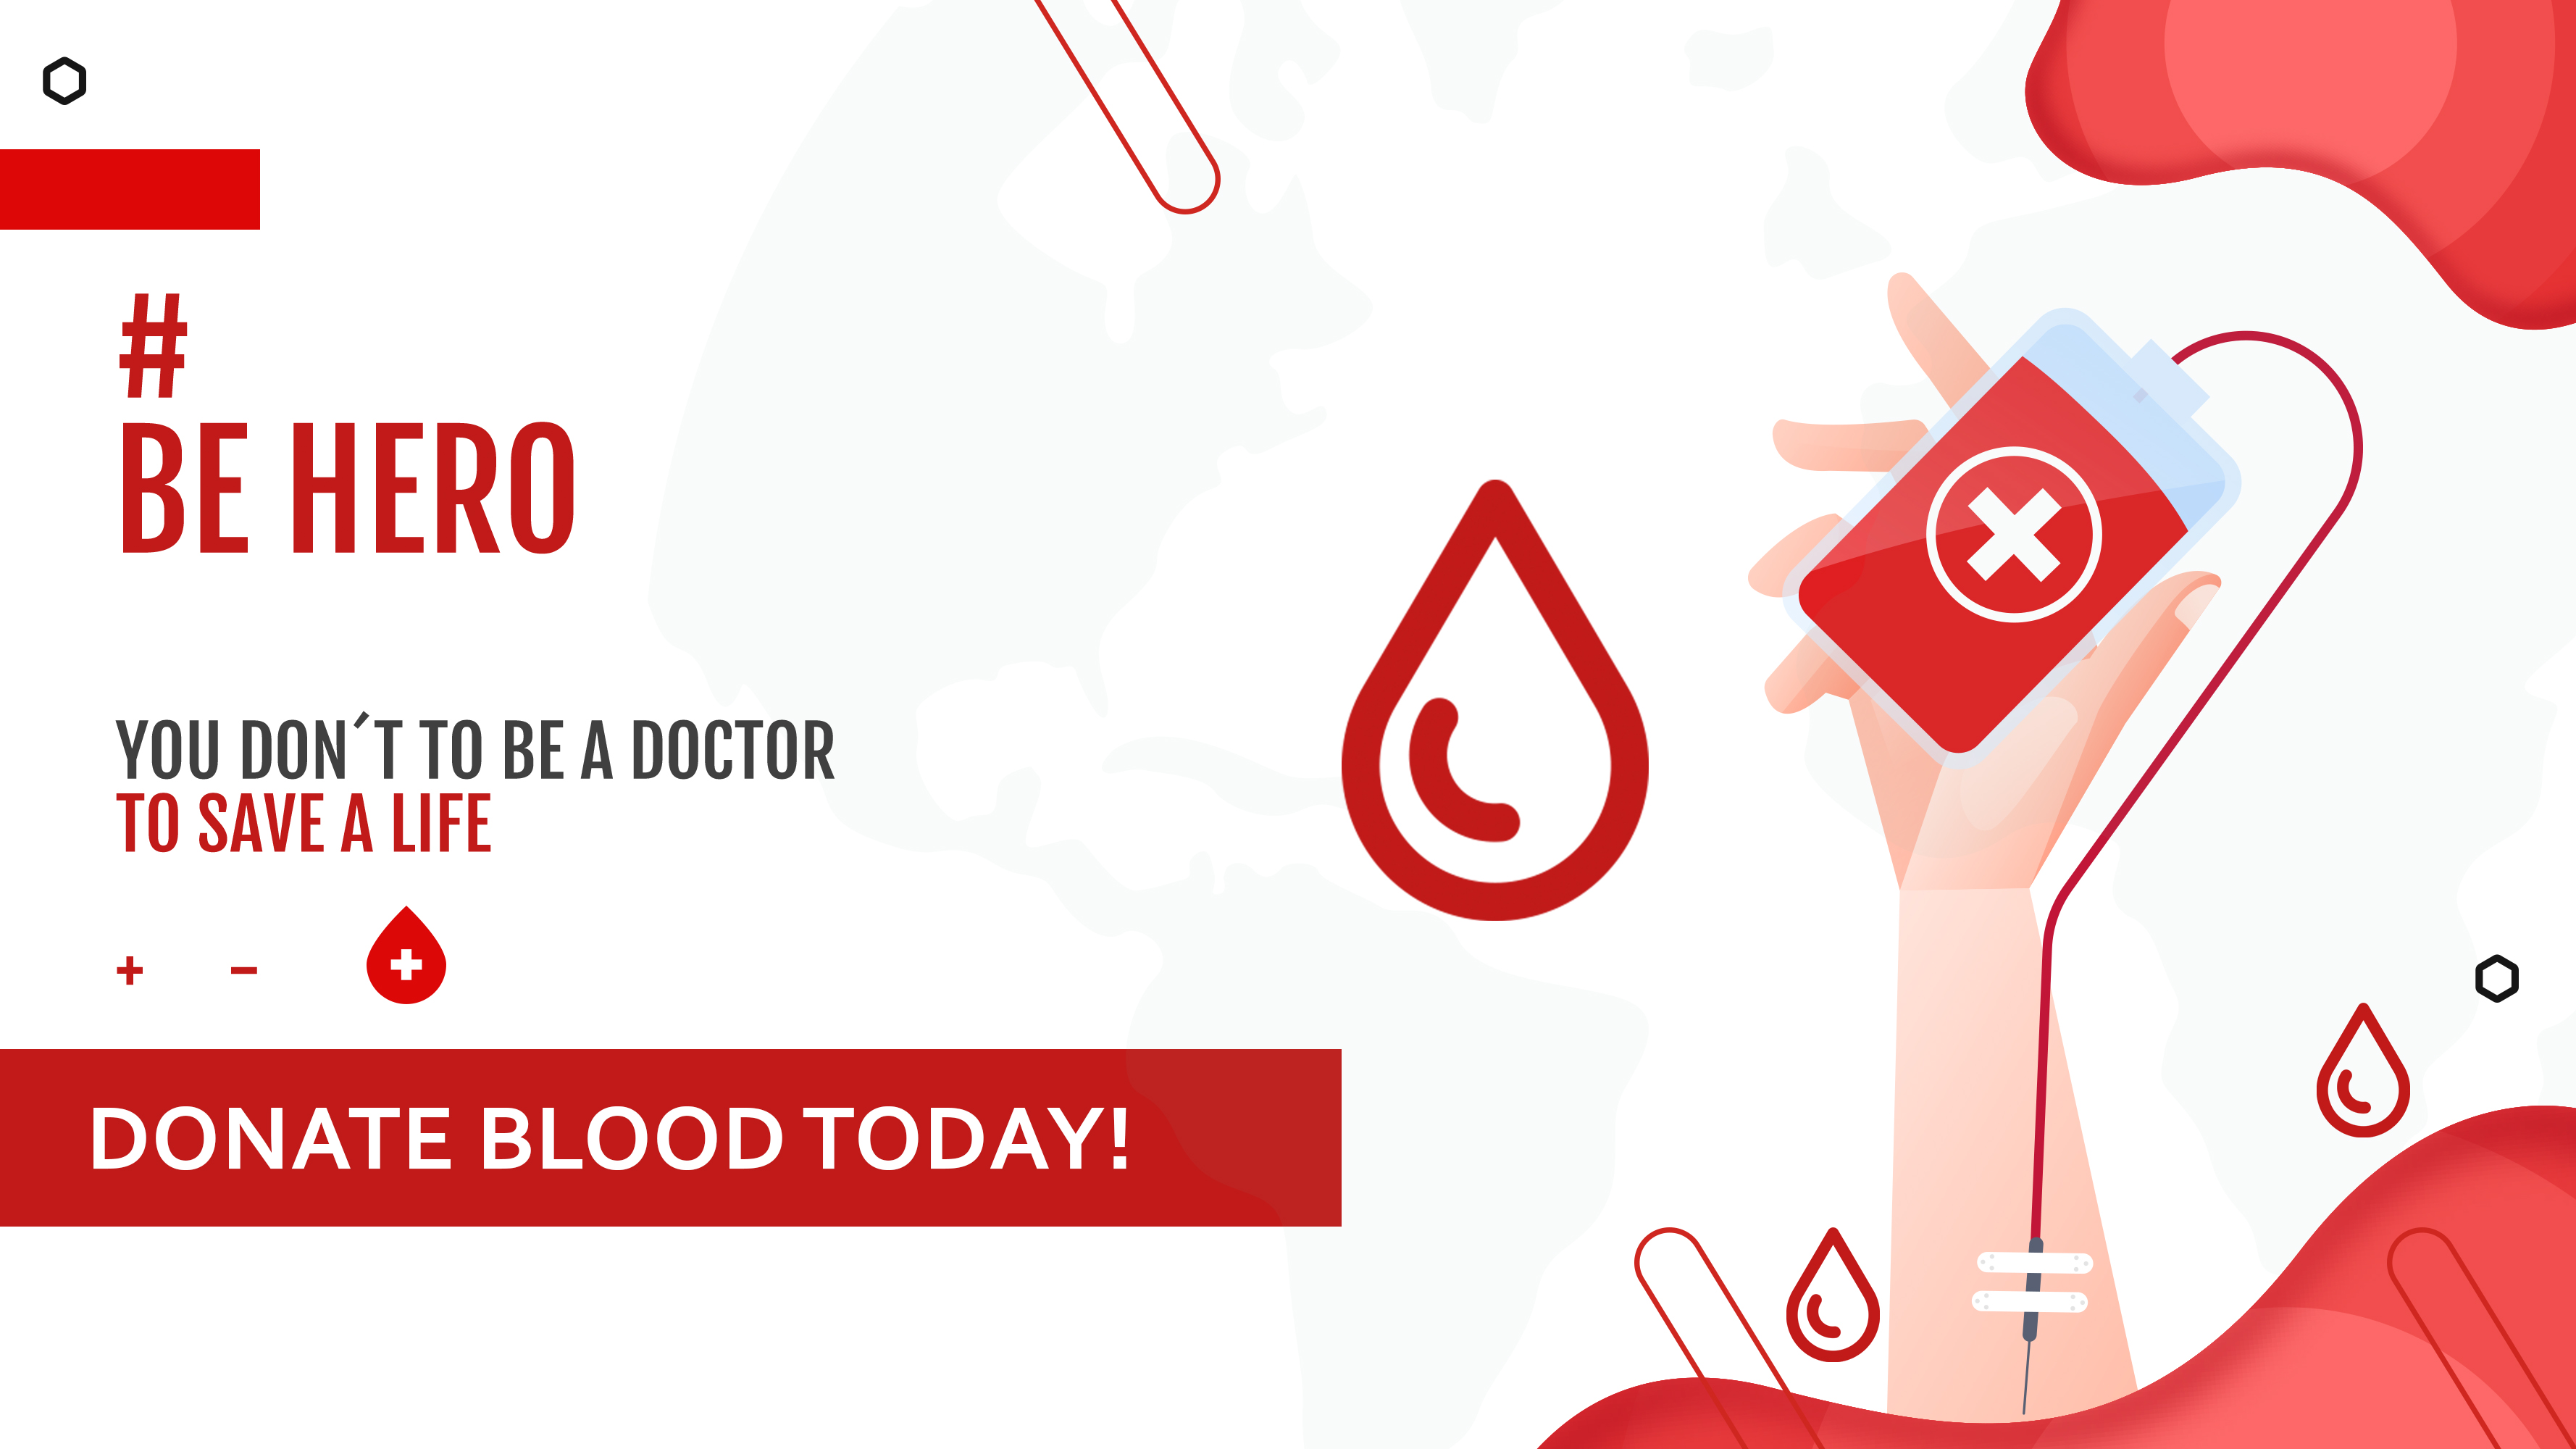 #
BE HERO
YOU DON´T TO BE A DOCTOR
TO SAVE A LIFE
+ −
DONATE BLOOD TODAY!